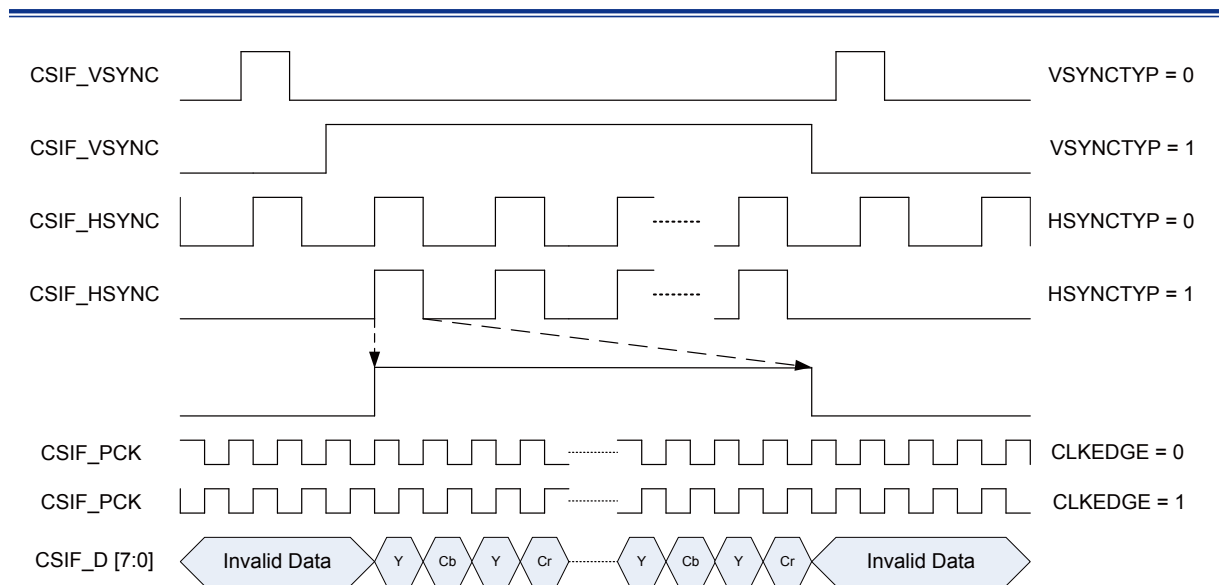 CSIF_VSYNC VSYNCTYP = 0
CSIF_VSYNC VSYNCTYP = 1
CSIF_HSYNC HSYNCTYP = 0
CSIF_HSYNC HSYNCTYP = 1
CSIF_PCK CLKEDGE = 0
CSIF_PCK CLKEDGE = 1
CSIF_D [7:0] Invalid Data Y Cb Y Cr Y Cb Y Cr Invalid Data